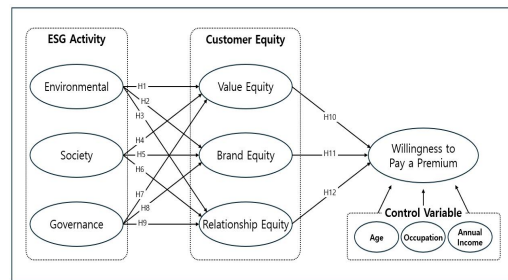 ESG Activity
Customer Equity
Environmental
H1
Value Equity
H2
H3
H10
H4
Society
H5
Brand Equity
H11
Willingness to
Pay a Premium
H6
H7
H12
H8
Governance
H9
Relationship Equity
Control Variable
Age
Occupation
Annual
Income